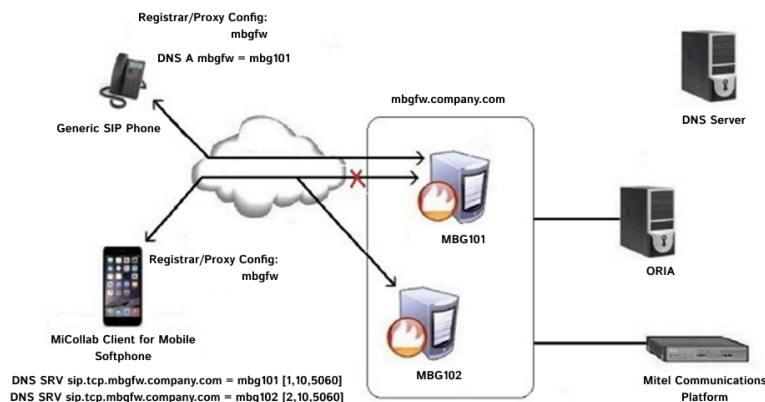 Registrar/Proxy Config:
mbgfw
DNS A mbgfw = mbg101
Generic SIP Phone
mbgfw.company.com
DNS Server
MBG101
ORIA
Registrar/Proxy Config:
mbgfw
MiCollab Client for Mobile
Softphone
MBG102
Mitel Communications
Platform
DNS SRV sip.tcp.mbgfw.company.com = mbg101 [1,10,5060]
DNS SRV sip.tcp.mbgfw.company.com = mbg102 [2,10,5060]